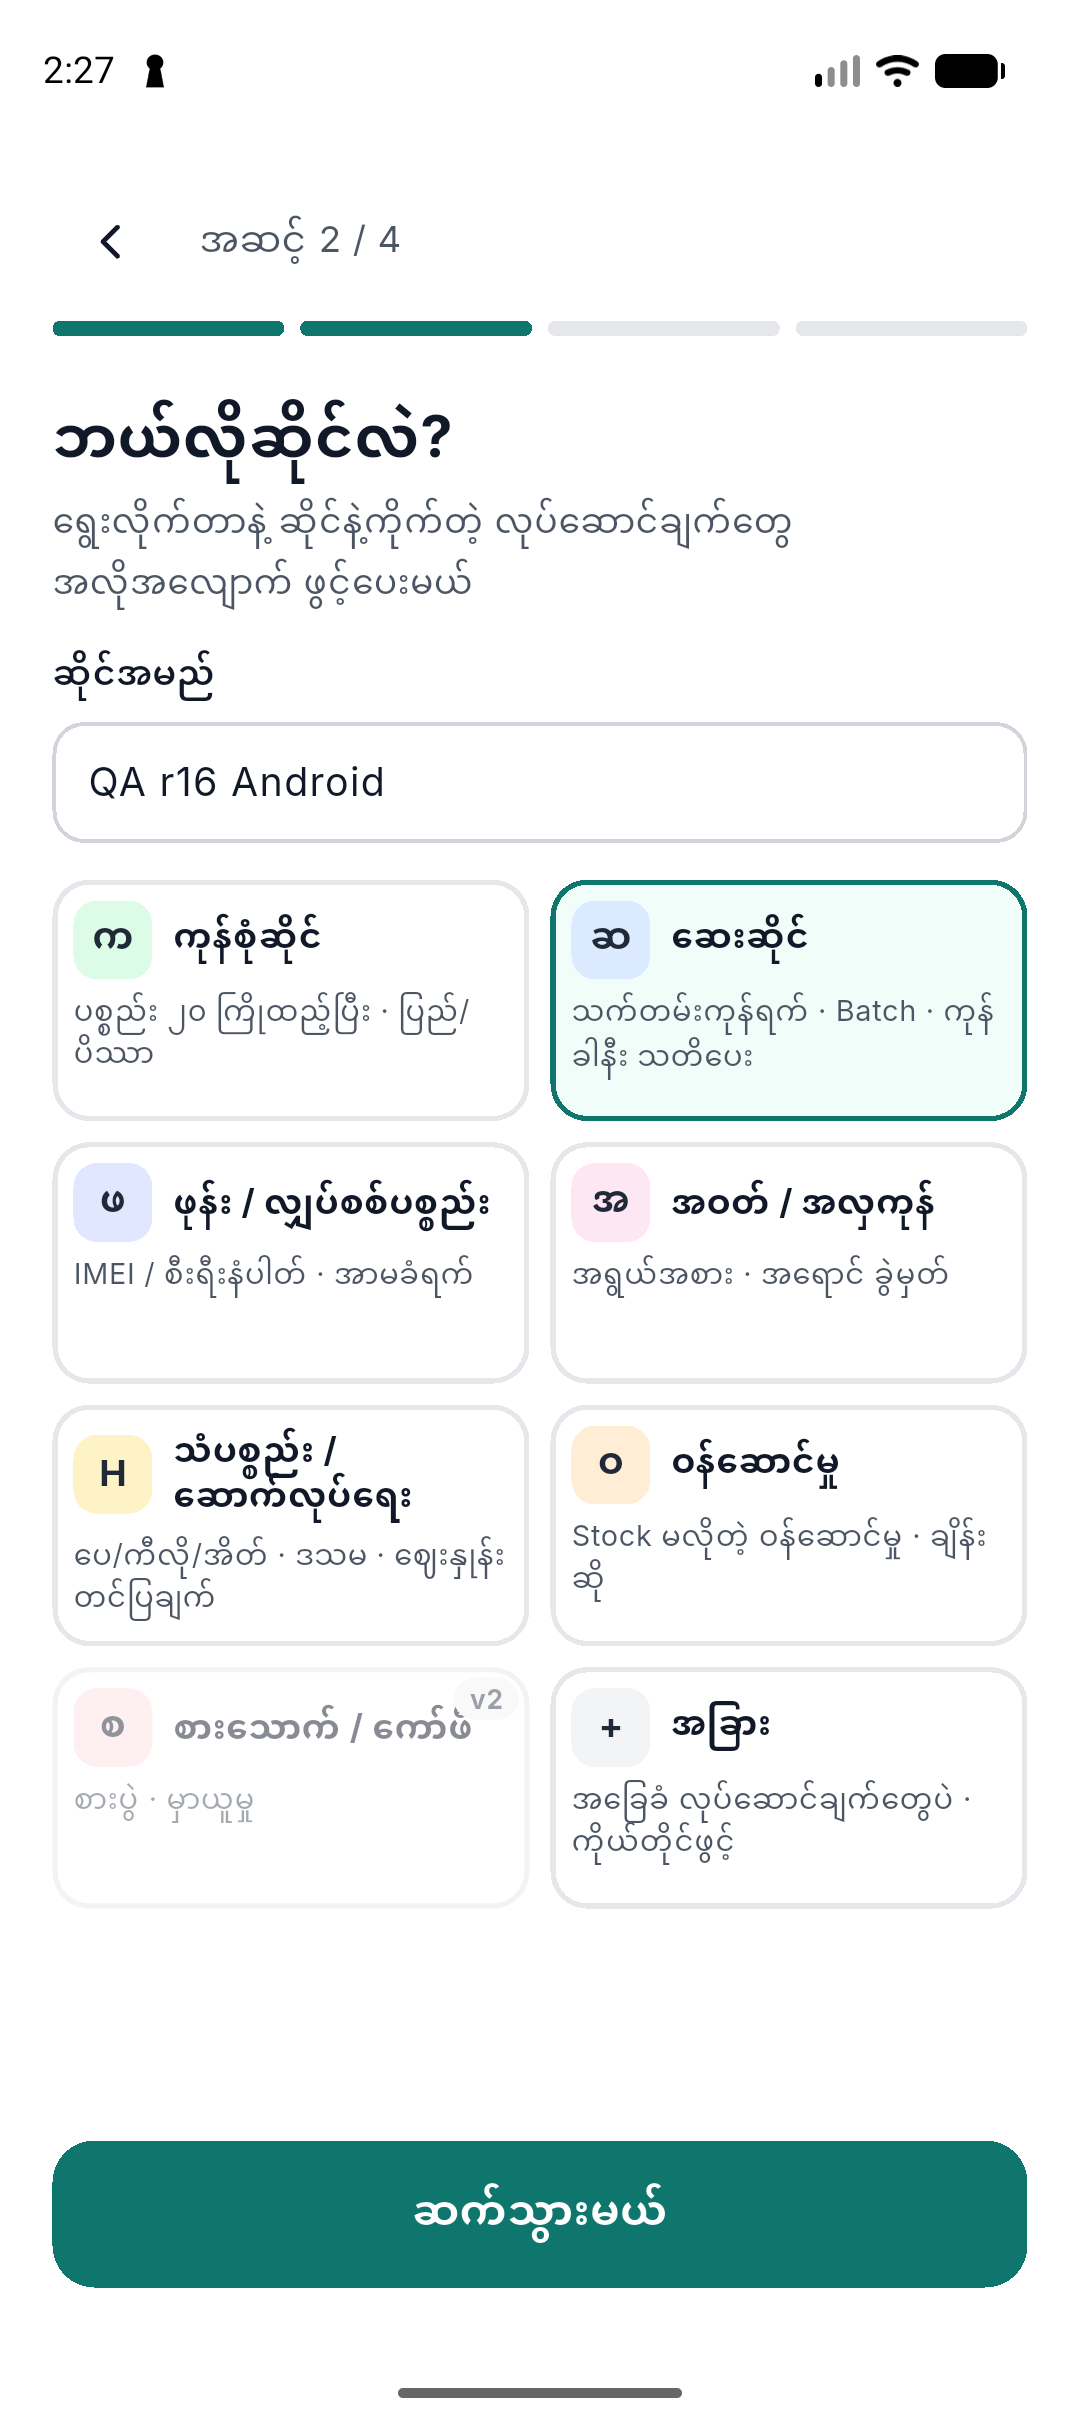 2:27
အဆင့် 2 / 4
ဘယ်လိုဆိုင်လဲ?
ရွေးလိုက်တာနဲ့ ဆိုင်နဲ့ကိုက်တဲ့ လုပ်ဆောင်ချက်တွေ
အလိုအလျောက် ဖွင့်ပေးမယ်
ဆိုင်အမည်
QA r16 Android
က ကုန်စုံဆိုင်
ပစ္စည်း ၂၀ ကြိုထည့်ပြီး · ပြည်/
ပိဿာ
ဆ ဆေးဆိုင်
သက်တမ်းကုန်ရက် · Batch · ကုန်
ခါနီး သတိပေး
ဖ ဖုန်း / လျှပ်စစ်ပစ္စည်း
IMEI / စီးရီးနံပါတ် · အာမခံရက်
အ အဝတ် / အလှကုန်
အရွယ်အစား · အရောင် ခွဲမှတ်
H သံပစ္စည်း /
ဆောက်လုပ်ရေး
ပေ/ကီလို/အိတ် · ဒသမ · ဈေးနှုန်း
တင်ပြချက်
ဝ ဝန်ဆောင်မှု
Stock မလိုတဲ့ ဝန်ဆောင်မှု · ချိန်း
ဆို
စ စားသောက် / ကော်ဖီ v2
စားပွဲ · မှာယူမှု
+ အခြား
အခြေခံ လုပ်ဆောင်ချက်တွေပဲ ·
ကိုယ်တိုင်ဖွင့်
ဆက်သွားမယ်